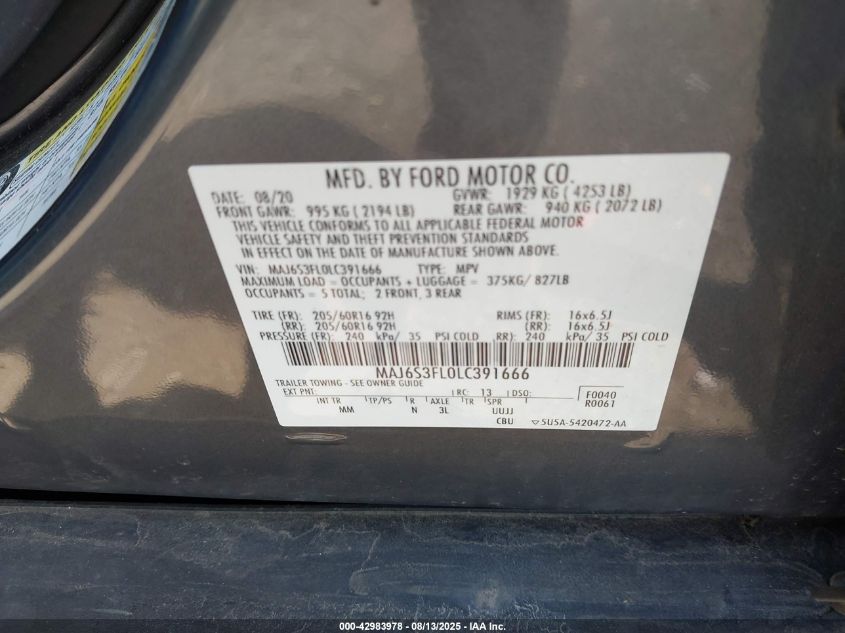 MFD. BY FORD MOTOR CO.
DATE: 08/20 GVWR: 1929 KG ( 4253 LB)
FRONT GAWR: 995 KG ( 2194 LB) REAR GAWR: 940 KG ( 2072 LB)
THIS VEHICLE CONFORMS TO ALL APPLICABLE FEDERAL MOTOR
VEHICLE SAFETY AND THEFT PREVENTION STANDARDS
IN EFFECT ON THE DATE OF MANUFACTURE SHOWN ABOVE.
VIN: MAJ6S3FL0LC391666 TYPE: MPV
MAXIMUM LOAD = OCCUPANTS + LUGGAGE = 375KG/ 827LB
OCCUPANTS = 5 TOTAL; 2 FRONT, 3 REAR
TIRE (FR): 205/60R16 92H RIMS (FR): 16x6.5J
(RR): 205/60R16 92H (RR): 16x6.5J
PRESSURE (FR): 240 kPa/ 35 PSI COLD (RR): 240 kPa/ 35 PSI COLD
MAJ6S3FL0LC391666
TRAILER TOWING - SEE OWNER GUIDE
EXT PNT: RC: 13 DSO: F0040
R0061
INT TR TP/PS R AXLE TR SPR
MM N 3L UUJJ
CBU ▽5U5A-5420472-AA
000-42983978 - 08/13/2025 - IAA Inc.